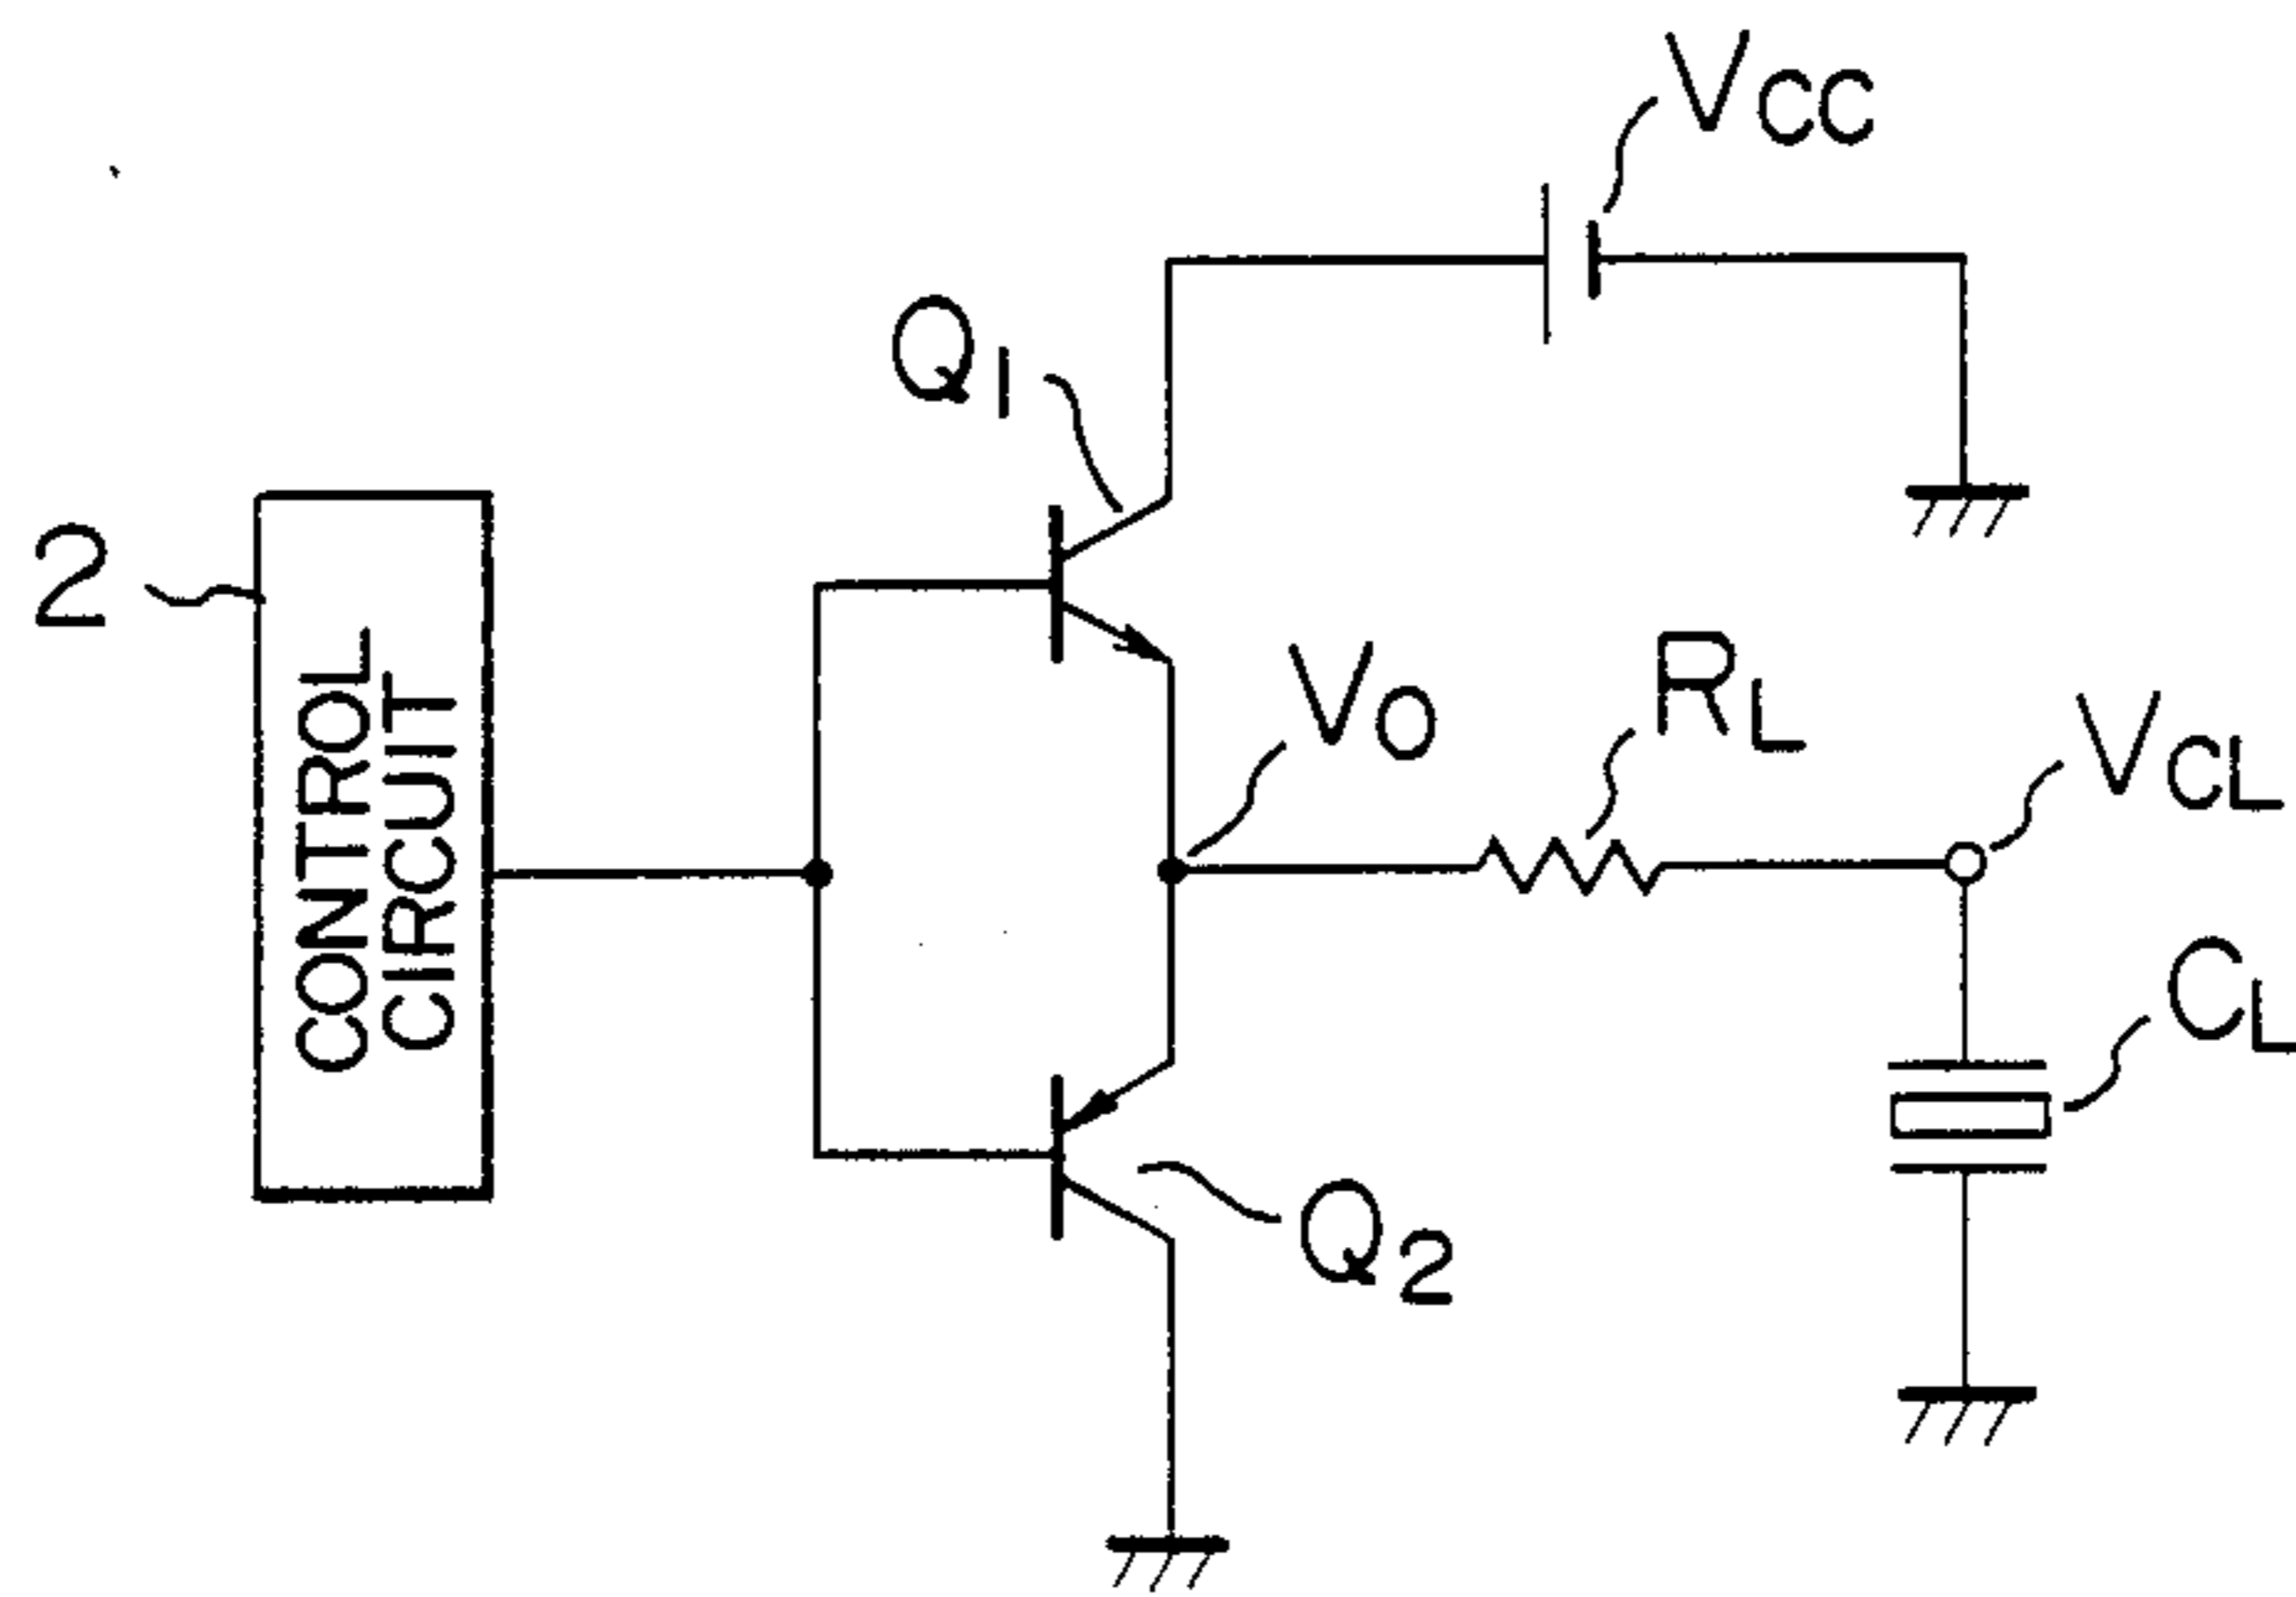 VCC
Q1
2
CONTROL
CIRCUIT
VO
RL
VCL
CL
Q2